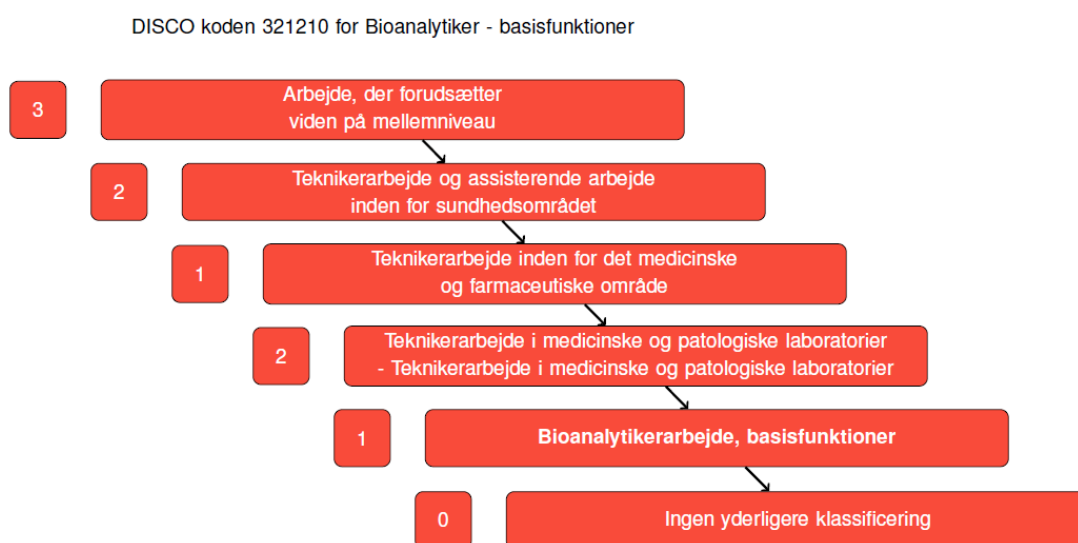 DISCO koden 321210 for Bioanalytiker - basisfunktioner
3
Arbejde, der forudsætter
viden på mellemniveau
2
Teknikerarbejde og assisterende arbejde
inden for sundhedsområdet
1
Teknikerarbejde inden for det medicinske
og farmaceutiske område
2
Teknikerarbejde i medicinske og patologiske laboratorier
- Teknikerarbejde i medicinske og patologiske laboratorier
1
Bioanalytikerarbejde, basisfunktioner
0
Ingen yderligere klassificering